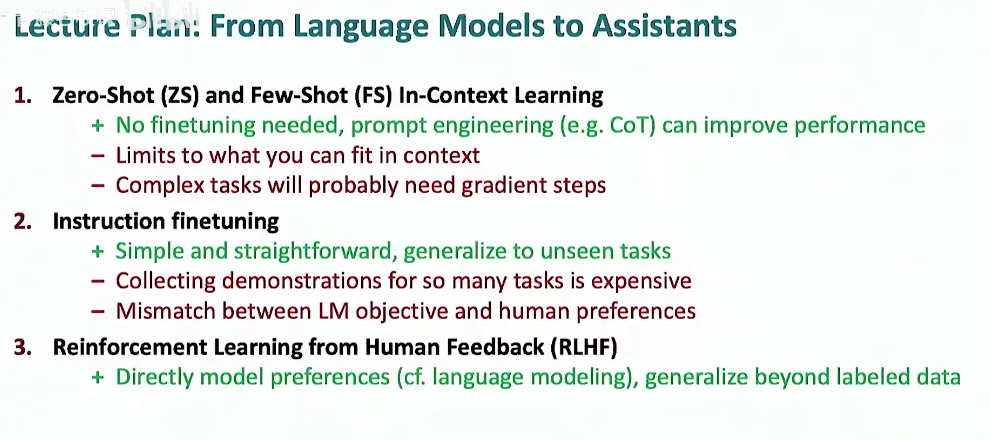 Lecture Plan: From Language Models to Assistants
1. Zero-Shot (ZS) and Few-Shot (FS) In-Context Learning
+ No finetuning needed, prompt engineering (e.g. CoT) can improve performance
– Limits to what you can fit in context
– Complex tasks will probably need gradient steps
2. Instruction finetuning
+ Simple and straightforward, generalize to unseen tasks
– Collecting demonstrations for so many tasks is expensive
– Mismatch between LM objective and human preferences
3. Reinforcement Learning from Human Feedback (RLHF)
+ Directly model preferences (cf. language modeling), generalize beyond labeled data